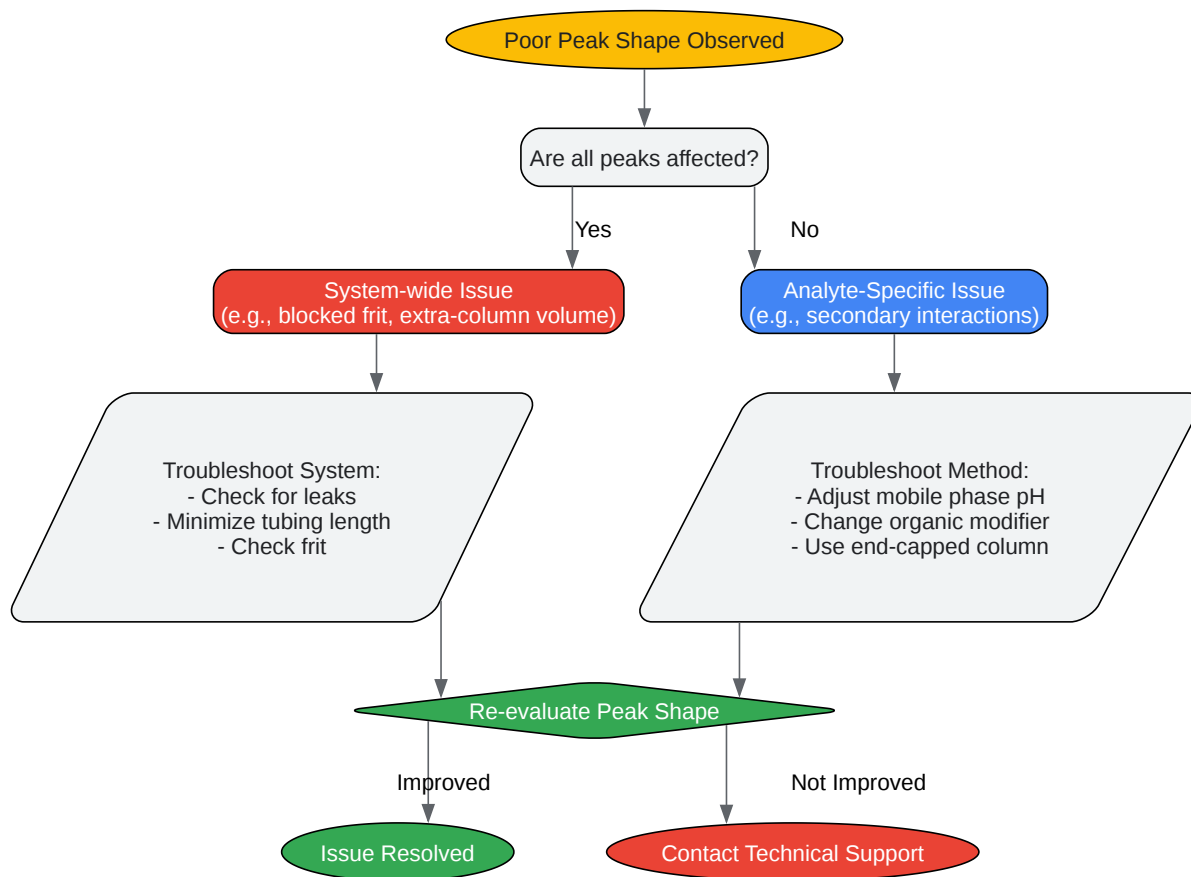 Poor Peak Shape Observed
Are all peaks affected?
Yes
No
System-wide Issue
(e.g., blocked frit, extra-column volume)
Analyte-Specific Issue
(e.g., secondary interactions)
Troubleshoot System:
- Check for leaks
- Minimize tubing length
- Check frit
Troubleshoot Method:
- Adjust mobile phase pH
- Change organic modifier
- Use end-capped column
Re-evaluate Peak Shape
Improved
Not Improved
Issue Resolved
Contact Technical Support